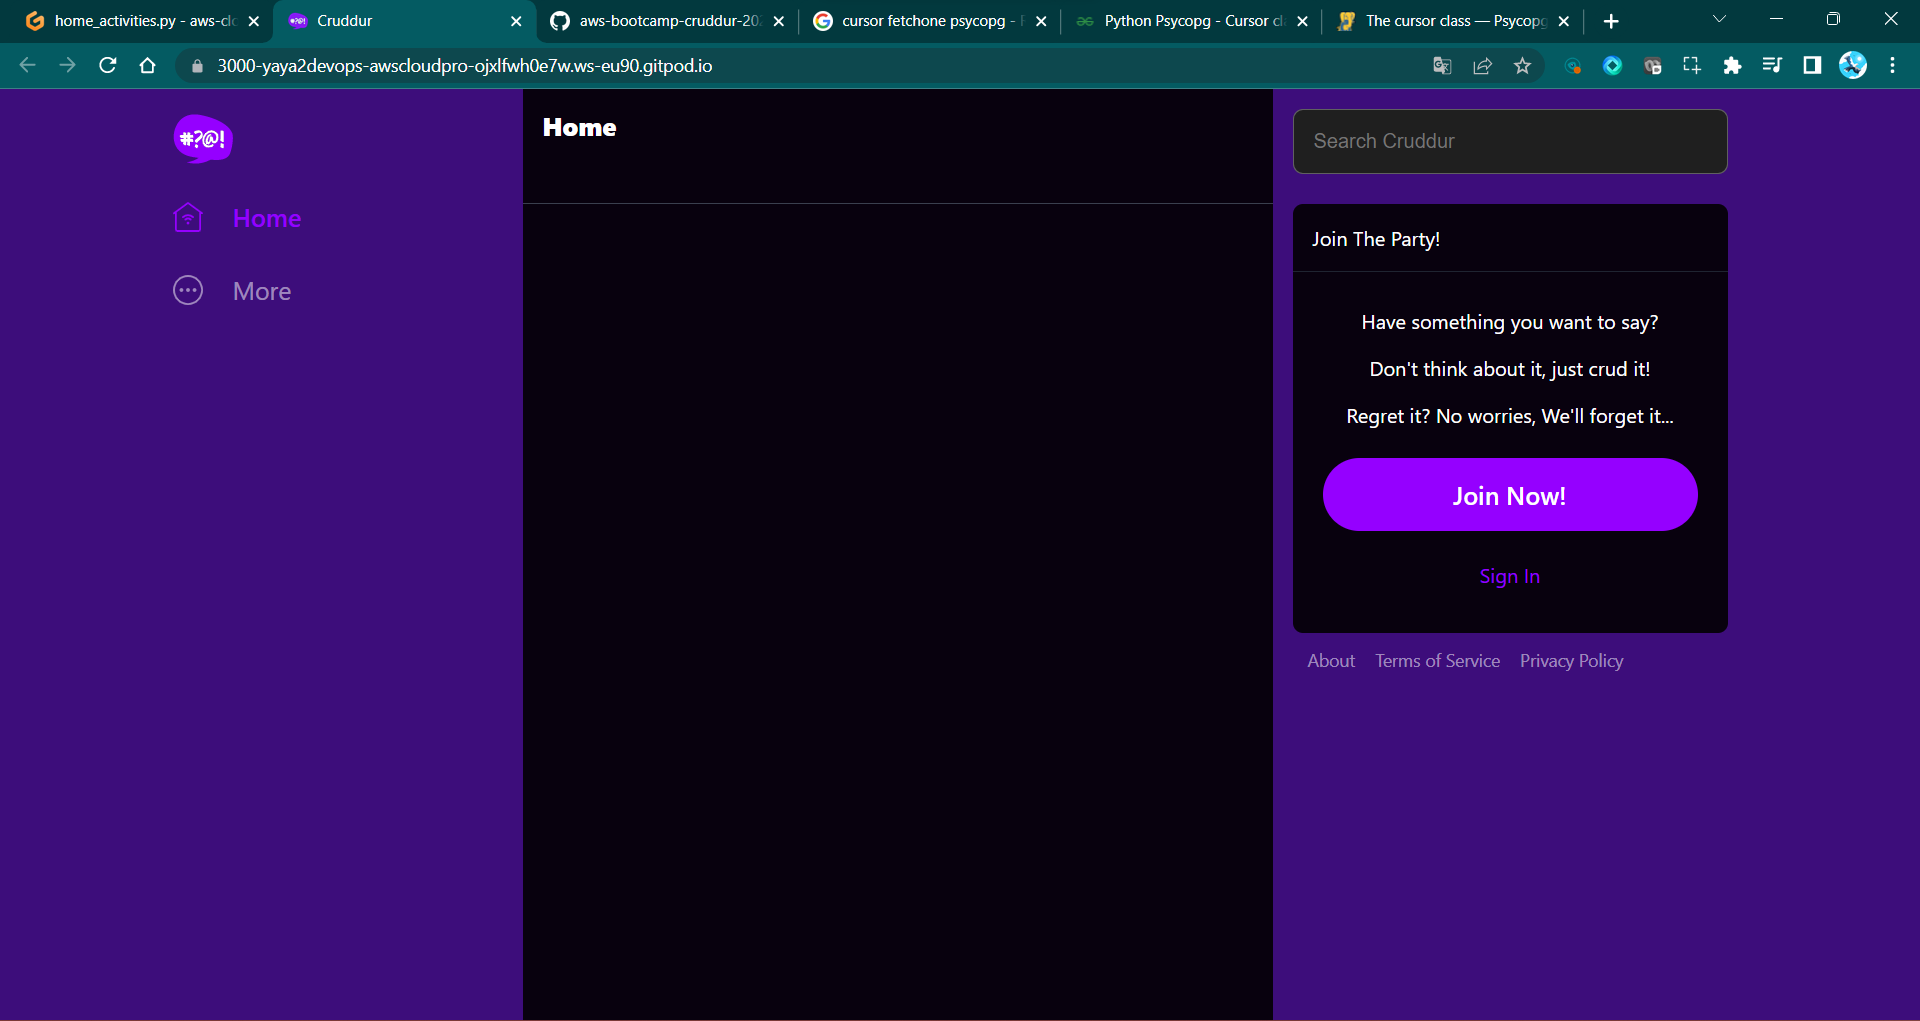 home_activities.py - aws-clo
Cruddur
aws-bootcamp-cruddur-202
cursor fetchone psycopg -
Python Psycopg - Cursor cl
The cursor class — Psycopg
3000-yaya2devops-awscloudpro-ojxlfwh0e7w.ws-eu90.gitpod.io
#?@!
Home
More
Home
Search Cruddur
Join The Party!
Have something you want to say?
Don't think about it, just crud it!
Regret it? No worries, We'll forget it...
Join Now!
Sign In
About Terms of Service Privacy Policy